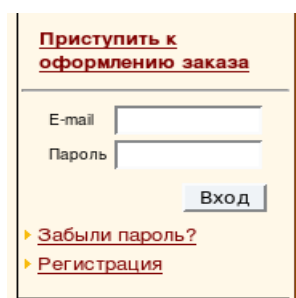 Приступить к
оформлению заказа
E-mail
Пароль
Вход
Забыли пароль?
Регистрация